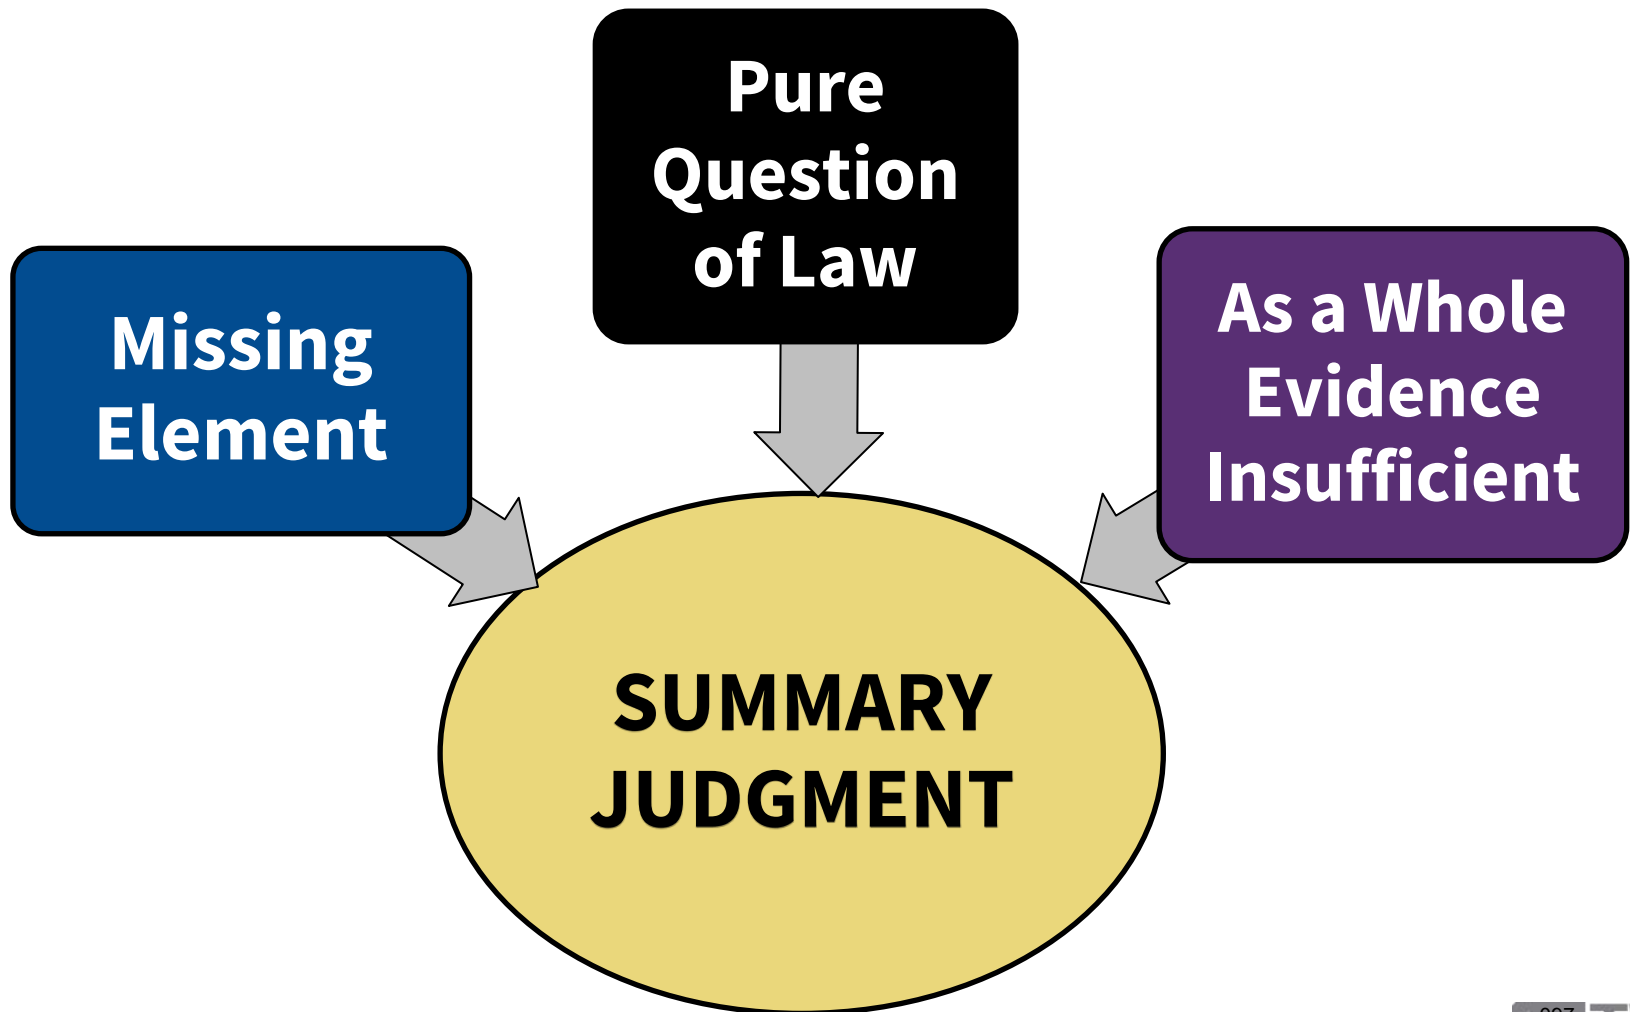 Pure
Question
of Law
Missing
Element
As a Whole
Evidence
Insufficient
SUMMARY
JUDGMENT